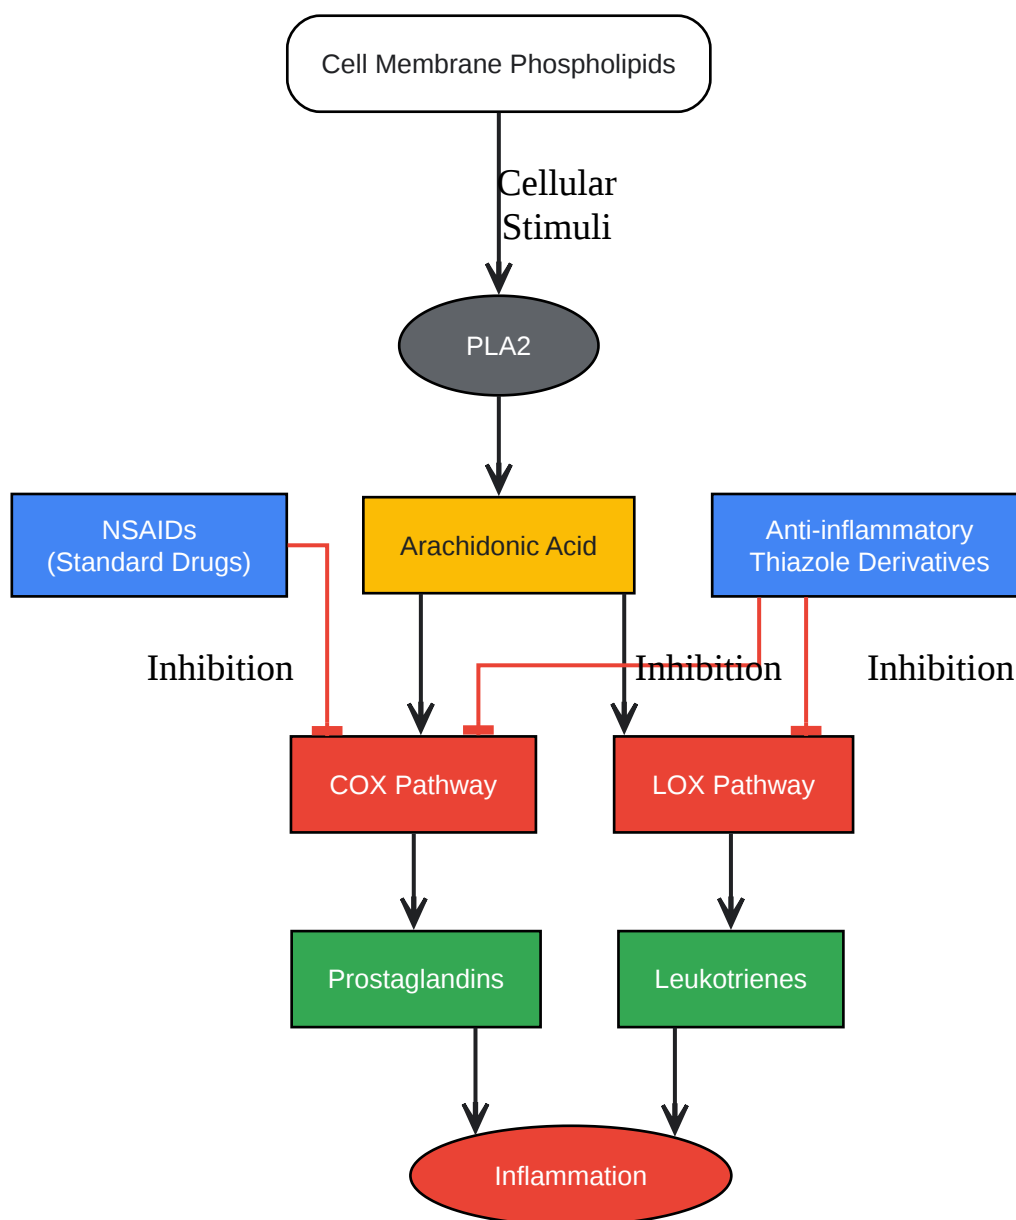 Cell Membrane Phospholipids
Cellular
Stimuli
PLA2
NSAIDs
(Standard Drugs)
Arachidonic Acid
Anti-inflammatory
Thiazole Derivatives
Inhibition
Inhibition
Inhibition
COX Pathway
LOX Pathway
Prostaglandins
Leukotrienes
Inflammation